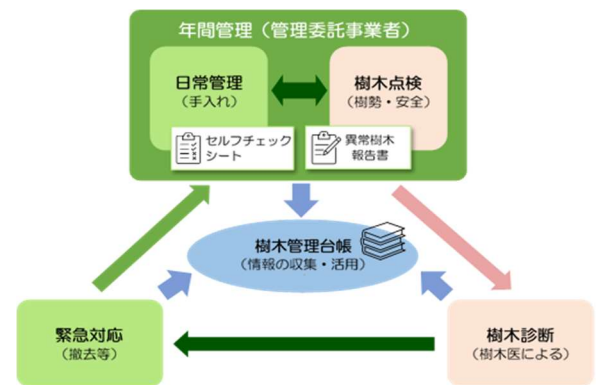 年間管理（管理委託事業者）
日常管理
（手入れ）
樹木点検
（樹勢・安全）
セルフチェック
シート
異常樹木
報告書
樹木管理台帳
（情報の収集・活用）
緊急対応
（撤去等）
樹木診断
（樹木医による）